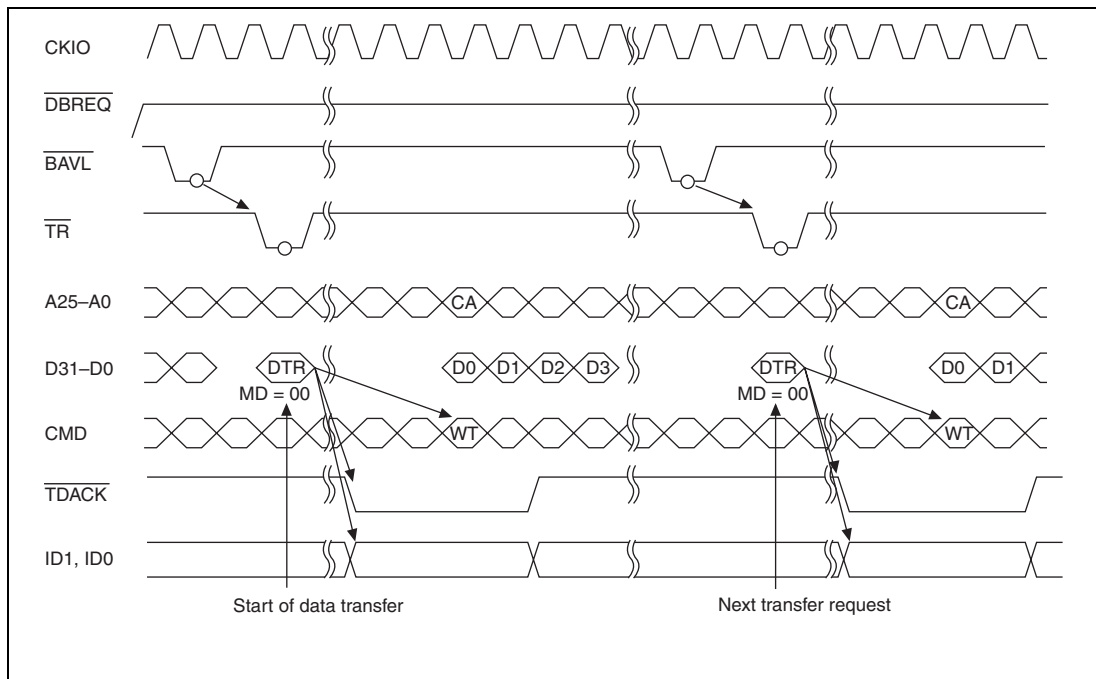 CKIO
DBREQ
BAVL
TR
A25–A0 CA CA
D31–D0 DTR D0 D1 D2 D3 DTR D0 D1
MD = 00 MD = 00
CMD WT WT
TDACK
ID1, ID0
Start of data transfer Next transfer request